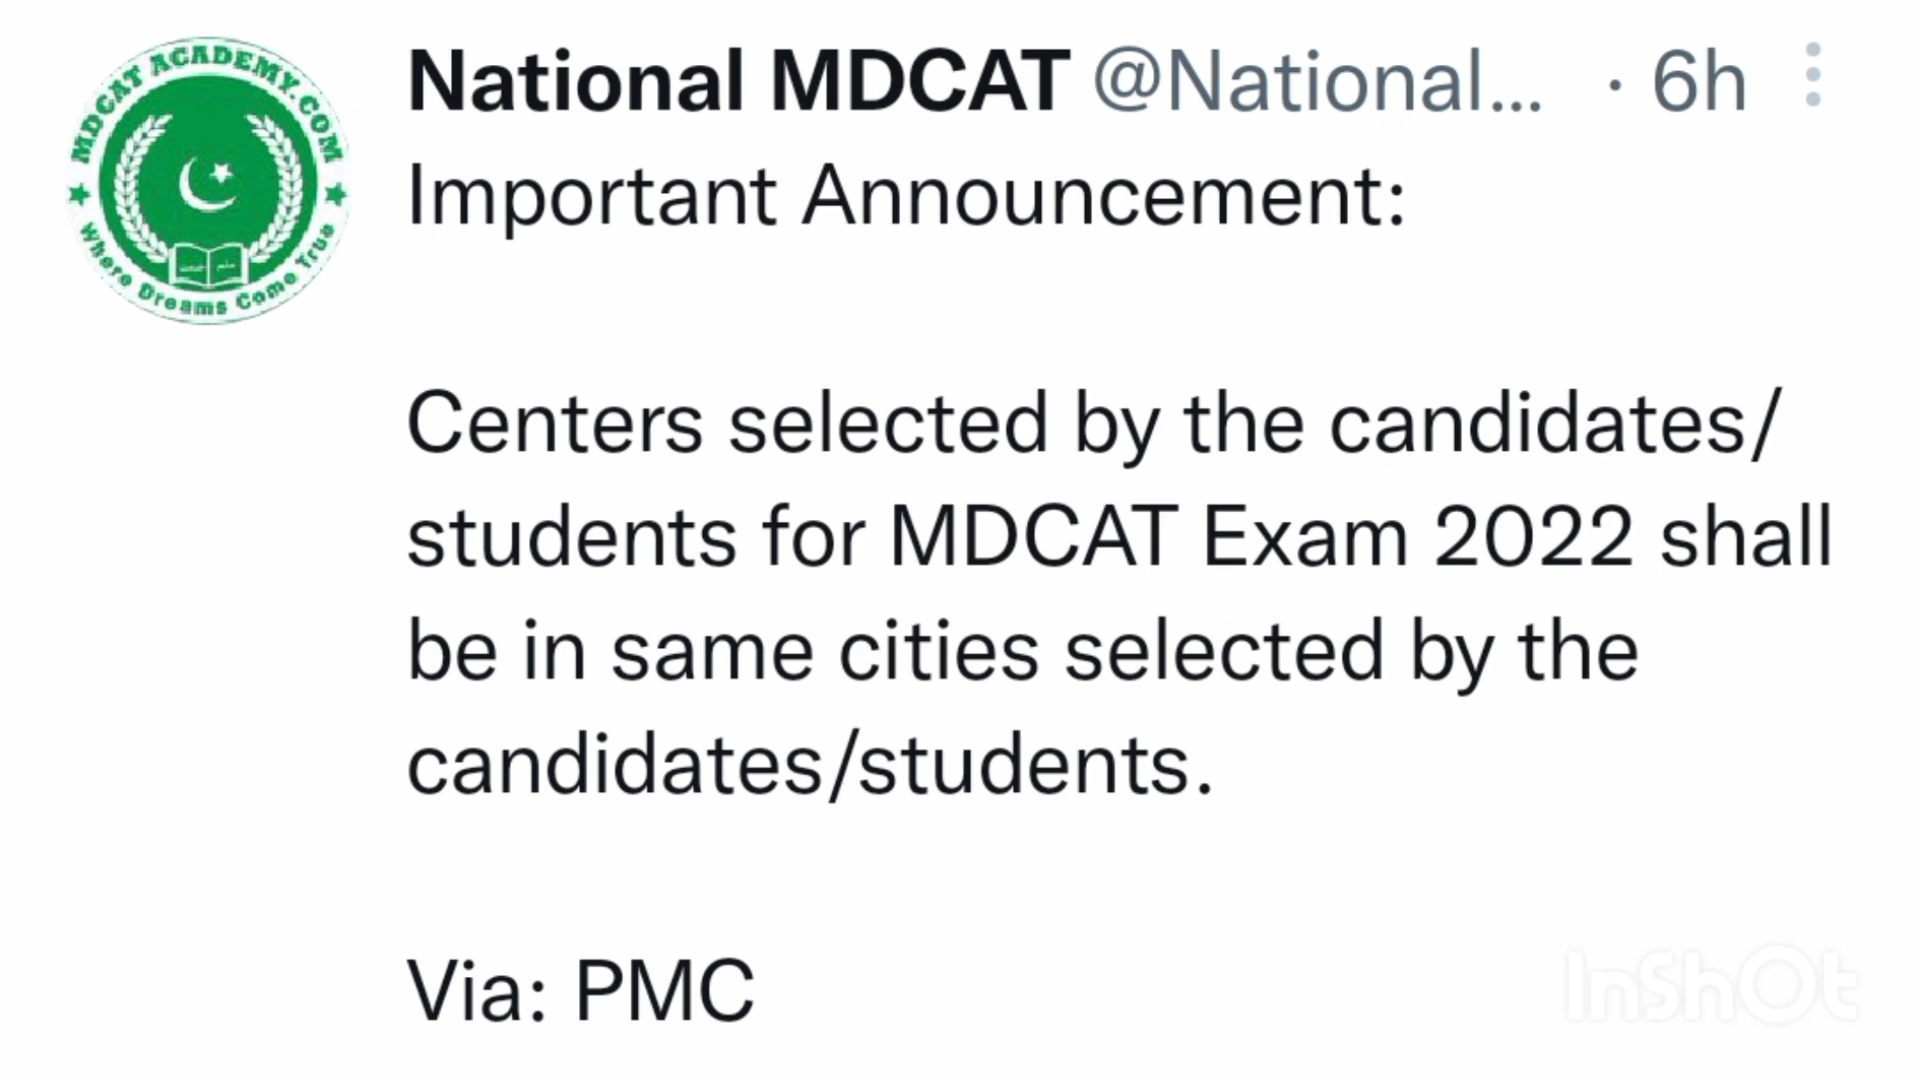 MDCAT ACADEMY.COM
Where Dreams Come True
National MDCAT @National... · 6h
Important Announcement:
Centers selected by the candidates/
students for MDCAT Exam 2022 shall
be in same cities selected by the
candidates/students.
Via: PMC
InShOt